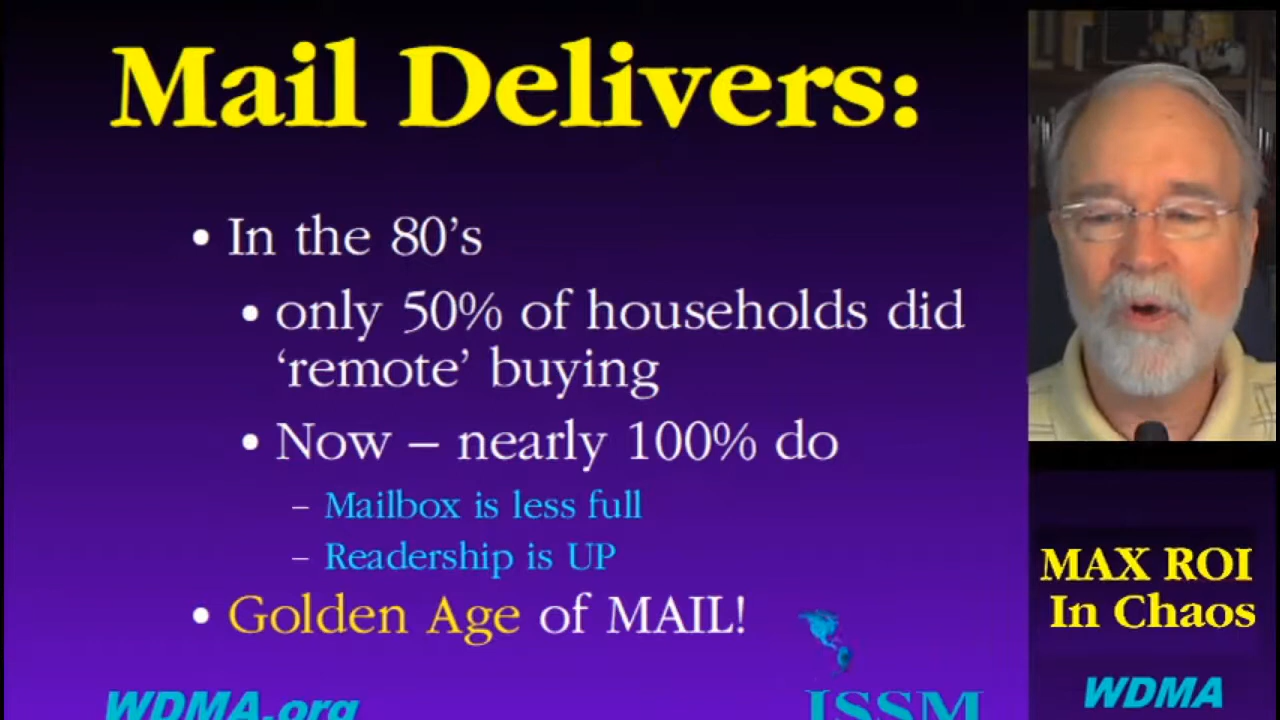 Mail Delivers:
• In the 80's
• only 50% of households did
'remote' buying
• Now – nearly 100% do
– Mailbox is less full
– Readership is UP
• Golden Age of MAIL!
WDMA.org
ISSM
MAX ROI
In Chaos
WDMA